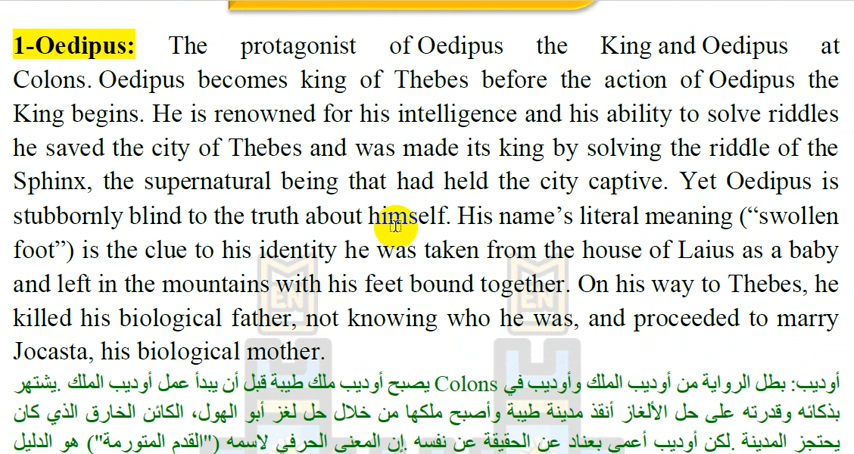 1-Oedipus: The protagonist of Oedipus the King and Oedipus at
Colons. Oedipus becomes king of Thebes before the action of Oedipus the
King begins. He is renowned for his intelligence and his ability to solve riddles
he saved the city of Thebes and was made its king by solving the riddle of the
Sphinx, the supernatural being that had held the city captive. Yet Oedipus is
stubbornly blind to the truth about himself. His name’s literal meaning (“swollen
foot”) is the clue to his identity he was taken from the house of Laius as a baby
and left in the mountains with his feet bound together. On his way to Thebes, he
killed his biological father, not knowing who he was, and proceeded to marry
Jocasta, his biological mother.
أوديب: بطل الرواية من أوديب الملك وأوديب في Colons يصبح أوديب ملك طيبة قبل أن يبدأ عمل أوديب الملك .يشتهر
بذكائه وقدرته على حل الألغاز أنقذ مدينة طيبة وأصبح ملكها من خلال حل لغز أبو الهول، الكائن الخارق الذي كان
يحتجز المدينة .لكن أوديب أعمى بعناد عن الحقيقة عن نفسه .إن المعنى الحرفي لاسمه ("القدم المتورمة") هو الدليل